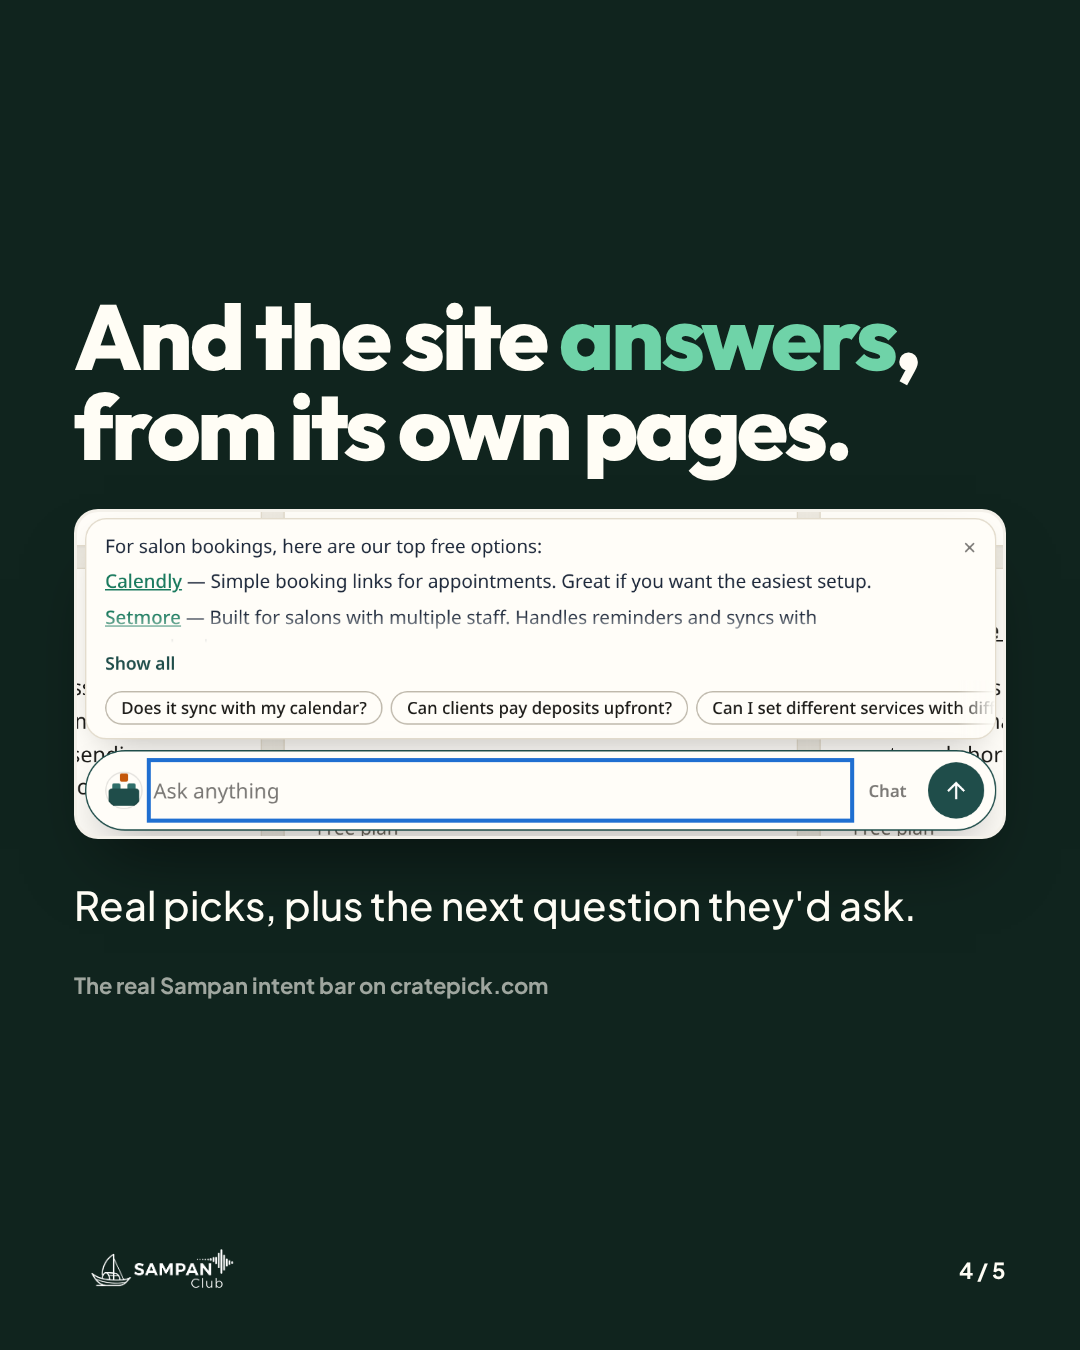 And the site answers,
from its own pages.
For salon bookings, here are our top free options:
×
Calendly — Simple booking links for appointments. Great if you want the easiest setup.
Setmore — Built for salons with multiple staff. Handles reminders and syncs with
Show all
Does it sync with my calendar?
Can clients pay deposits upfront?
Can I set different services with
Ask anything
Chat
Free plan
Free plan
Real picks, plus the next question they'd ask.
The real Sampan intent bar on cratepick.com
SAMPAN
Club
4 / 5